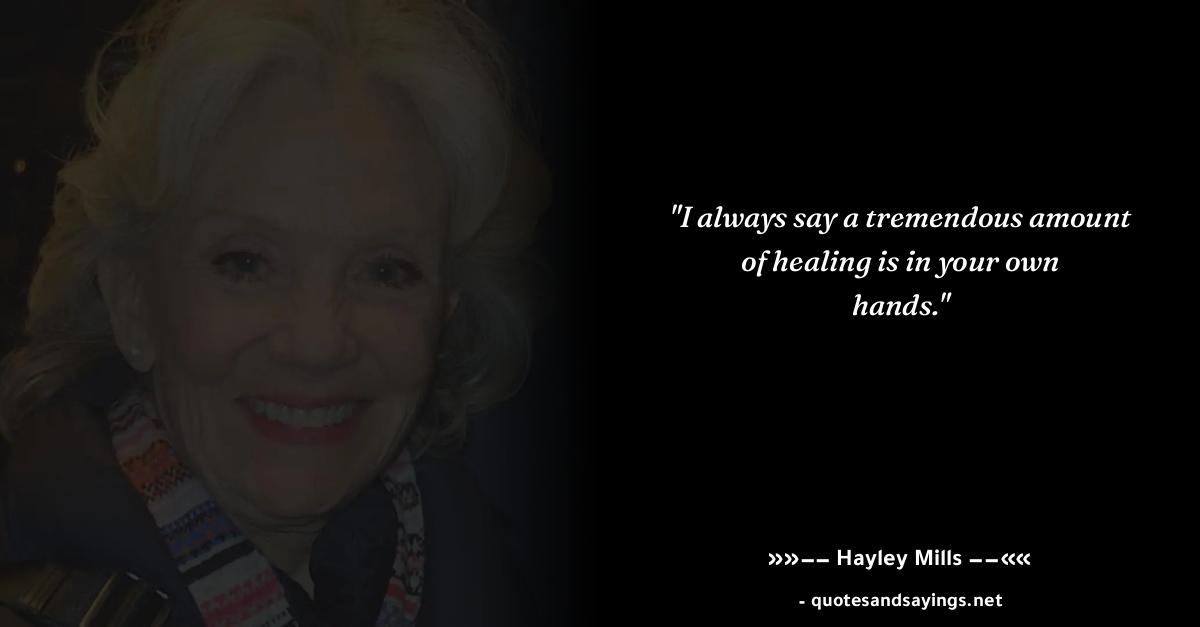 "I always say a tremendous amount
of healing is in your own
hands."
»»−− Hayley Mills −−««
- quotesandsayings.net